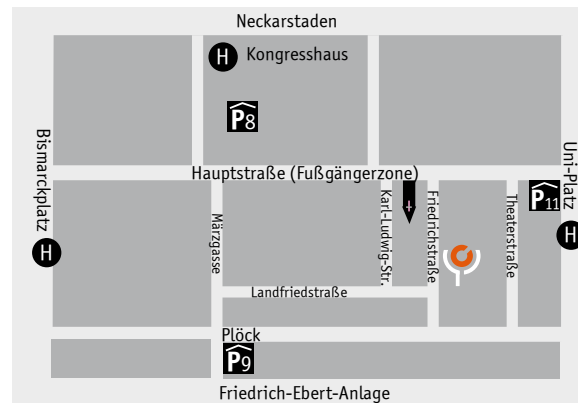 Neckarstaden
H
Kongresshaus
P8
Bismarckplatz
Hauptstraße (Fußgängerzone)
Uni-Platz
P11
Märzgasse
Karl-Ludwig-Str.
Friedrichstraße
Theaterstraße
H
H
Landfriedstraße
Plöck
P9
Friedrich-Ebert-Anlage